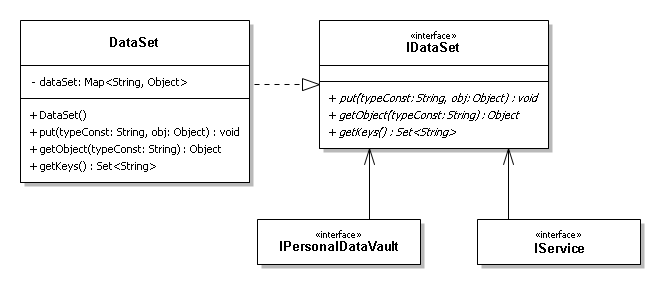 DataSet
- dataSet: Map<String, Object>
+ DataSet()
+ put(typeConst: String, obj: Object) : void
+ getObject(typeConst: String) : Object
+ getKeys() : Set<String>
«interface»
IDataSet
+ put(typeConst: String, obj: Object) : void
+ getObject(typeConst: String) : Object
+ getKeys() : Set<String>
«interface»
IPersonalDataVault
«interface»
IService